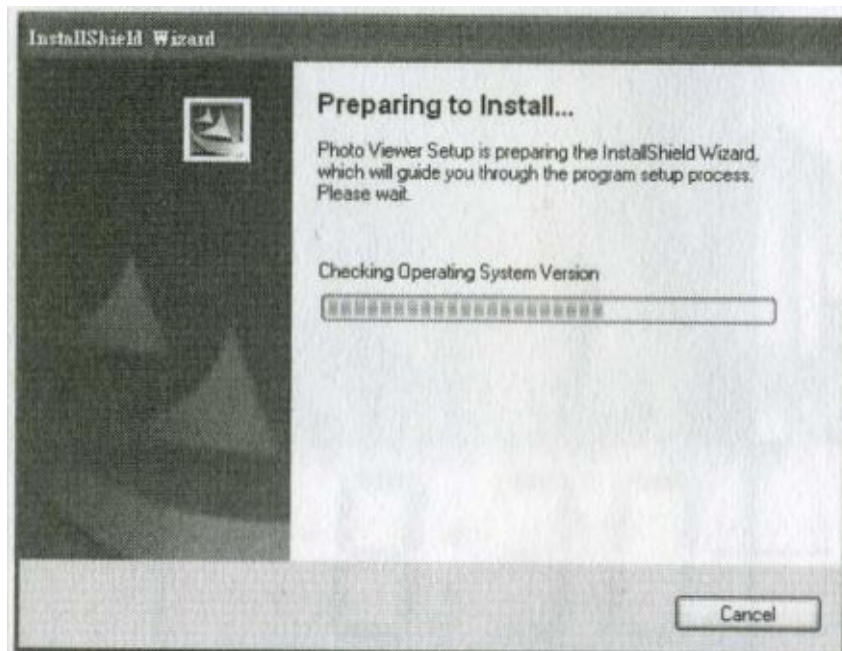 InstallShield Wizard
Preparing to Install...
Photo Viewer Setup is preparing the InstallShield Wizard,
which will guide you through the program setup process.
Please wait.
Checking Operating System Version
Cancel